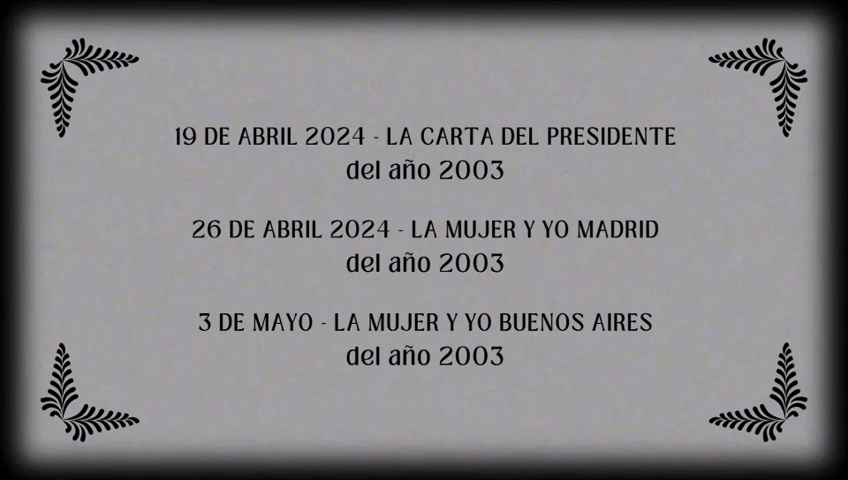 19 DE ABRIL 2024 - LA CARTA DEL PRESIDENTE
del año 2003
26 DE ABRIL 2024 - LA MUJER Y YO MADRID
del año 2003
3 DE MAYO - LA MUJER Y YO BUENOS AIRES
del año 2003